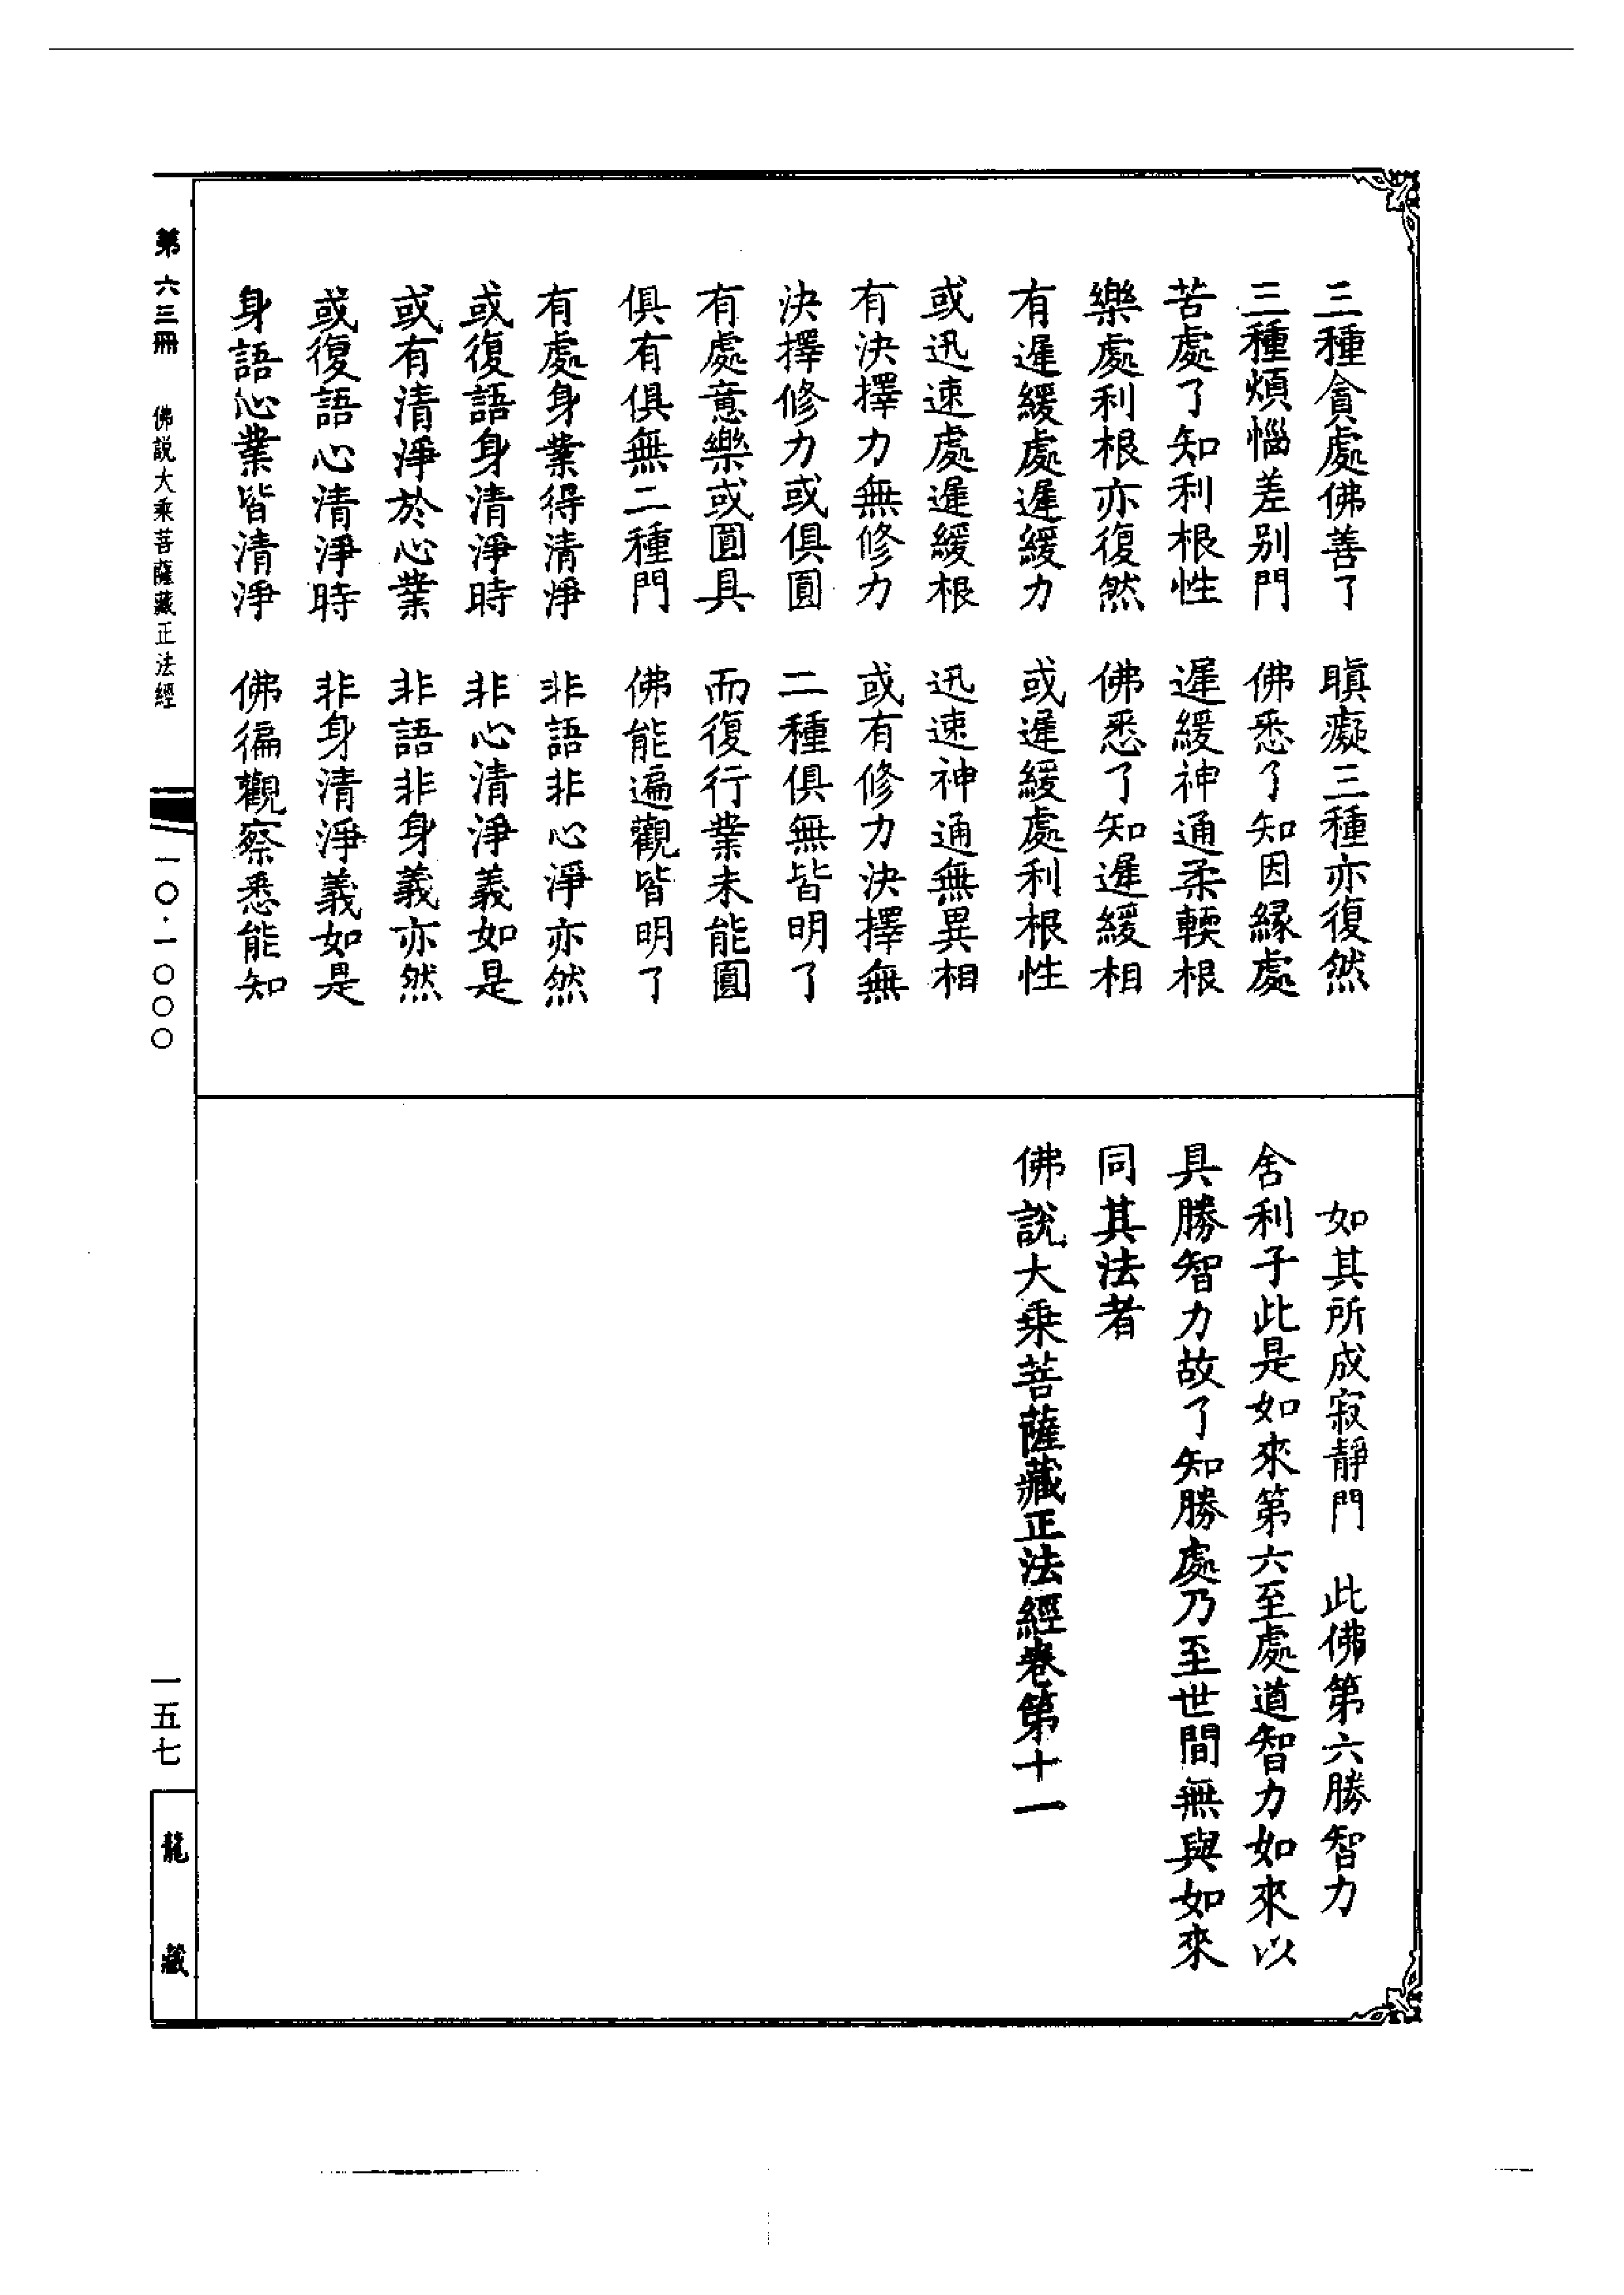 三種貪處佛善了　瞋癡三種亦復然
三種煩惱差別門　佛悉了知因緣處
苦處了知利根性　遲緩神通柔輭根
樂處利根亦復然　佛悉了知遲緩相
有遲緩處遲緩力　或遲緩處利根性
或迅速處遲緩根　迅速神通無異相
有決擇力無修力　或有修力決擇無
決擇修力或俱圓　二種俱無皆明了
有處意樂或圓具　而復行業未能圓
俱有俱無二種門　佛能遍觀皆明了
有處身業得清淨　非語非心淨亦然
或復語身清淨時　非心清淨義如是
或有清淨於心業　非語非身義亦然
或復語心清淨時　非身清淨義如是
身語心業皆清淨　佛徧觀察悉能知
如其所成寂靜門　此佛第六勝智力
舍利子此是如來第六至處道智力如來以
具勝智力故了知勝處乃至世間無與如來
同其法者
佛說大乘菩薩藏正法經卷第十一
第六三冊　佛說大乘菩薩藏正法經　一〇·一〇〇〇
一五七
龍藏